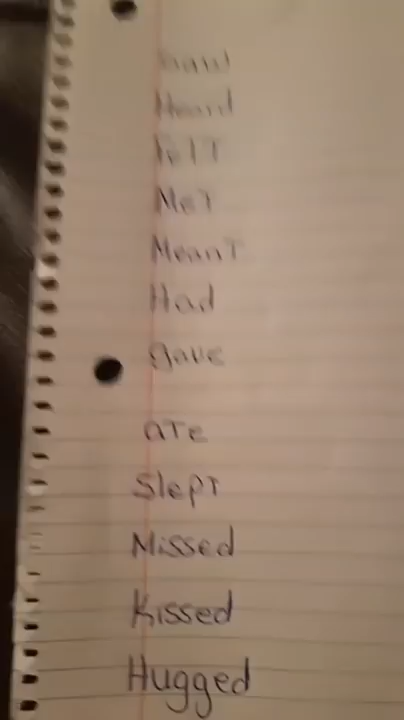 Heard
FelT
MeT
MeanT
Had
gave
aTe
SlepT
Missed
Kissed
Hugged